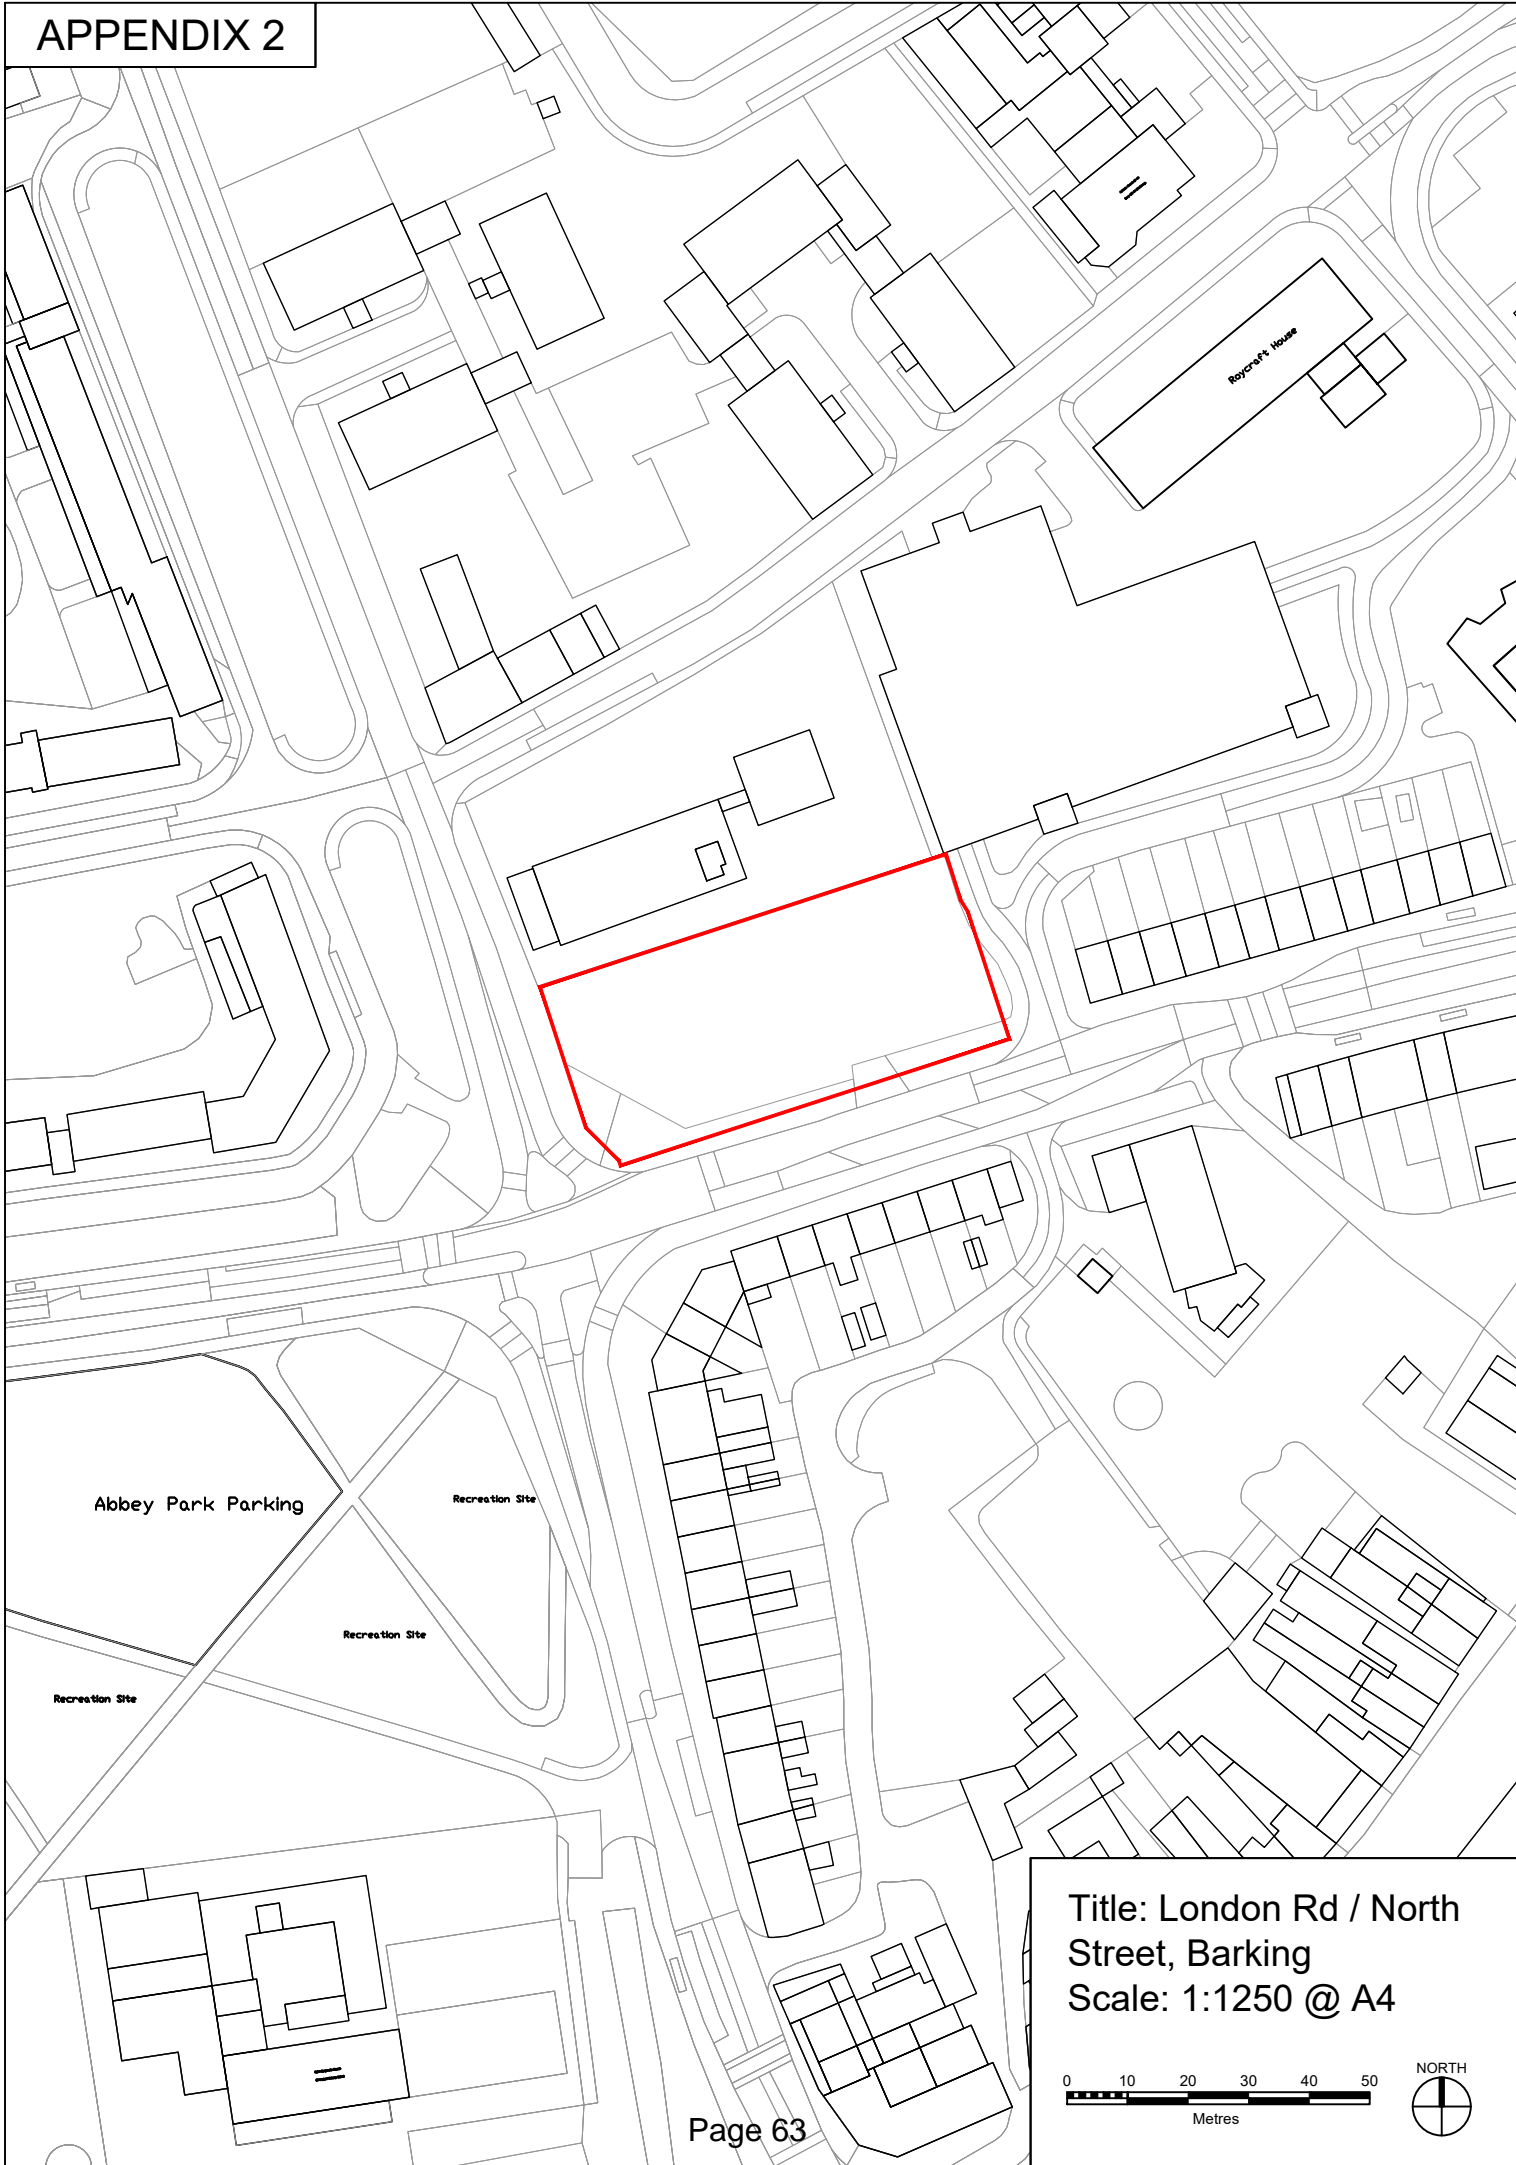 APPENDIX 2
Roycraft House
Abbey Park Parking
Recreation Site
Recreation Site
Recreation Site
Title: London Rd / North
Street, Barking
Scale: 1:1250 @ A4
0 10 20 30 40 50
Metres
NORTH
Page 63